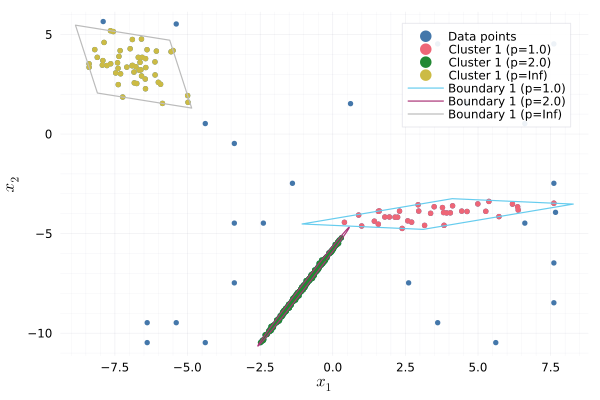 Data points
Cluster 1 (p=1.0)
Cluster 1 (p=2.0)
Cluster 1 (p=Inf)
Boundary 1 (p=1.0)
Boundary 1 (p=2.0)
Boundary 1 (p=Inf)
5
0
−5
−10
x₂
−7.5 −5.0 −2.5 0.0 2.5 5.0 7.5
x₁